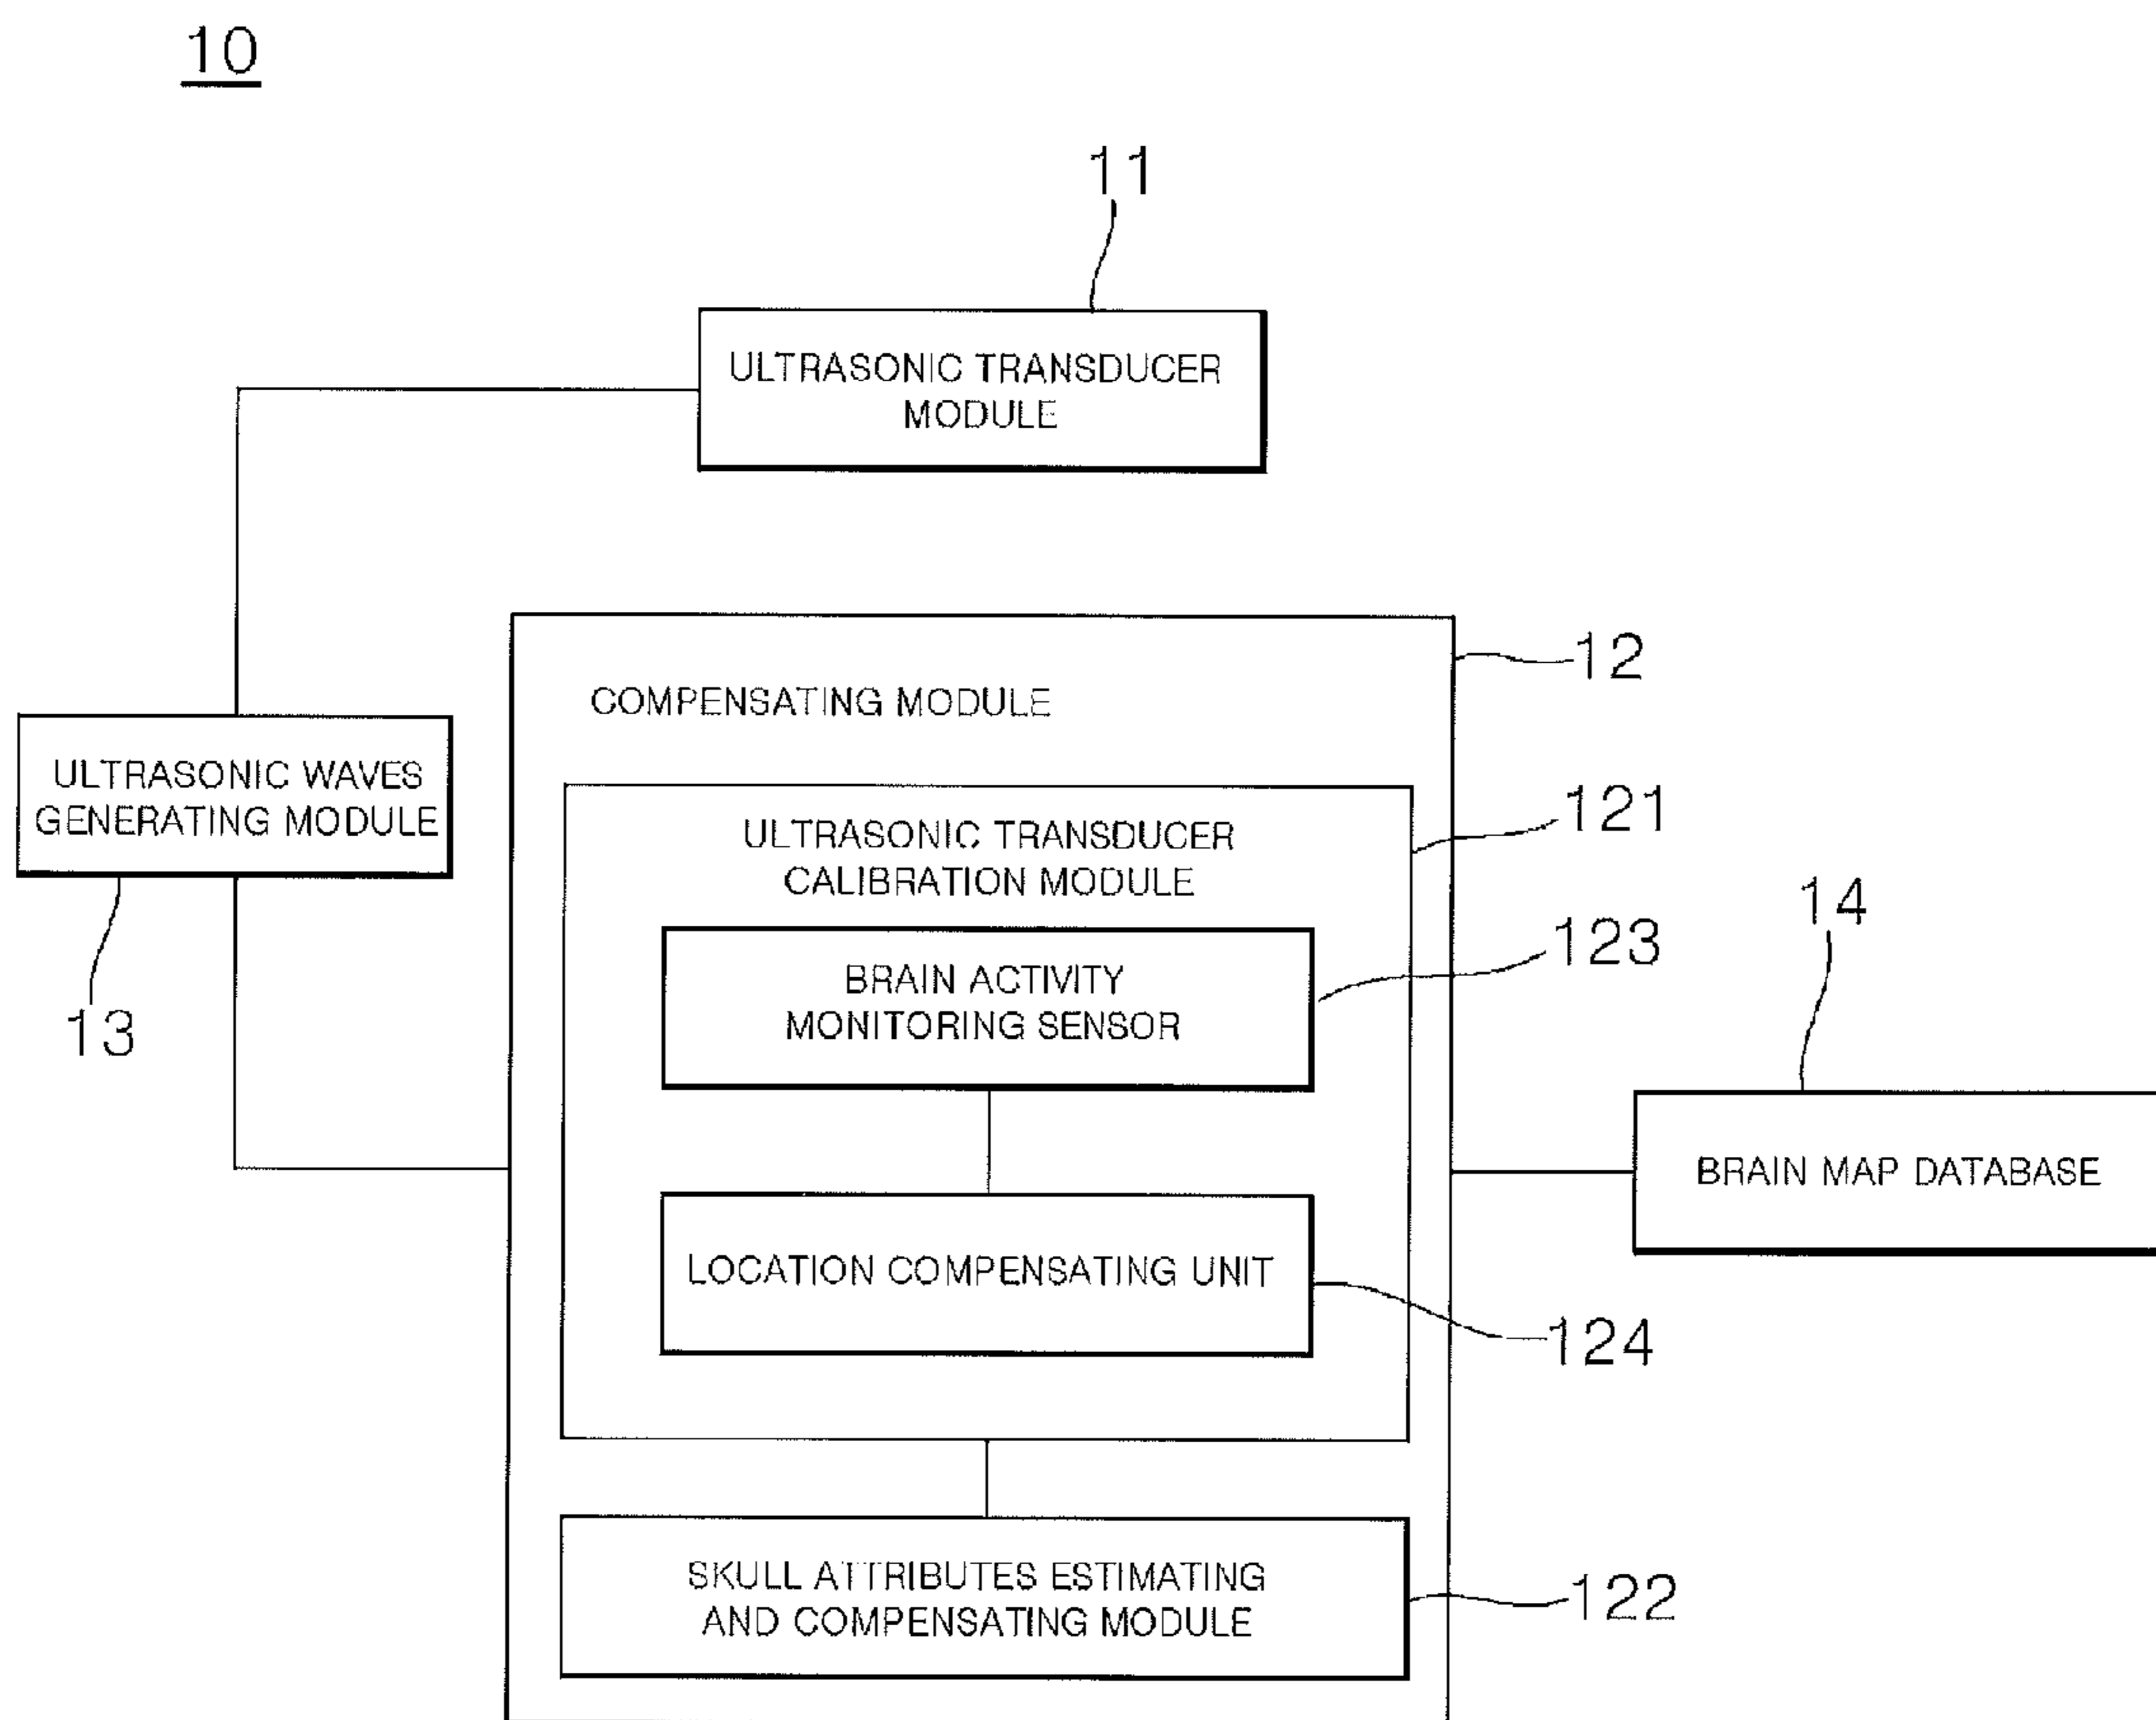 10
11
ULTRASONIC TRANSDUCER
MODULE
12
COMPENSATING MODULE
ULTRASONIC WAVES
GENERATING MODULE
13
121
ULTRASONIC TRANSDUCER
CALIBRATION MODULE
123
BRAIN ACTIVITY
MONITORING SENSOR
14
BRAIN MAP DATABASE
LOCATION COMPENSATING UNIT
124
SKULL ATTRIBUTES ESTIMATING
AND COMPENSATING MODULE
122